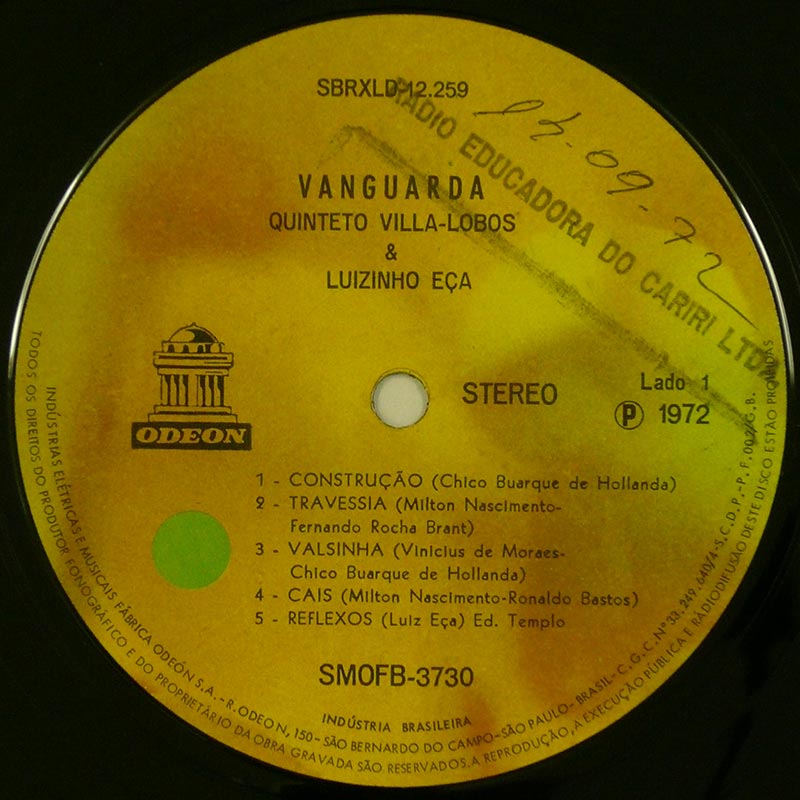 SBRXLD-12.259
RÁDIO EDUCADORA DO CARIRI LTDA
-09-72
VANGUARDA
QUINTETO VILLA-LOBOS
&
LUIZINHO EÇA
ODEON
STEREO
Lado 1
Ⓟ 1972
1 - CONSTRUÇÃO (Chico Buarque de Hollanda)
2 - TRAVESSIA (Milton Nascimento-
Fernando Rocha Brant)
3 - VALSINHA (Vinicius de Moraes-
Chico Buarque de Hollanda)
4 - CAIS (Milton Nascimento-Ronaldo Bastos)
5 - REFLEXOS (Luiz Eça) Ed. Templo
SMOFB-3730
INDÚSTRIA BRASILEIRA
INDÚSTRIAS ELÉTRICAS E MUSICAIS FÁBRICA ODEÓN S.A.-R.ODEON, 150-SÃO BERNARDO DO CAMPO-SÃO PAULO-BRASIL-C.G.C. Nº 33.249.640/4-S.C.D.P.-P.F.002/G.B.
TODOS OS DIREITOS DO PRODUTOR FONOGRÁFICO E DO PROPRIETÁRIO DA OBRA GRAVADA SÃO RESERVADOS. A REPRODUÇÃO, A EXECUÇÃO PÚBLICA E RADIODIFUSÃO DESTE DISCO ESTÃO PROIBIDAS